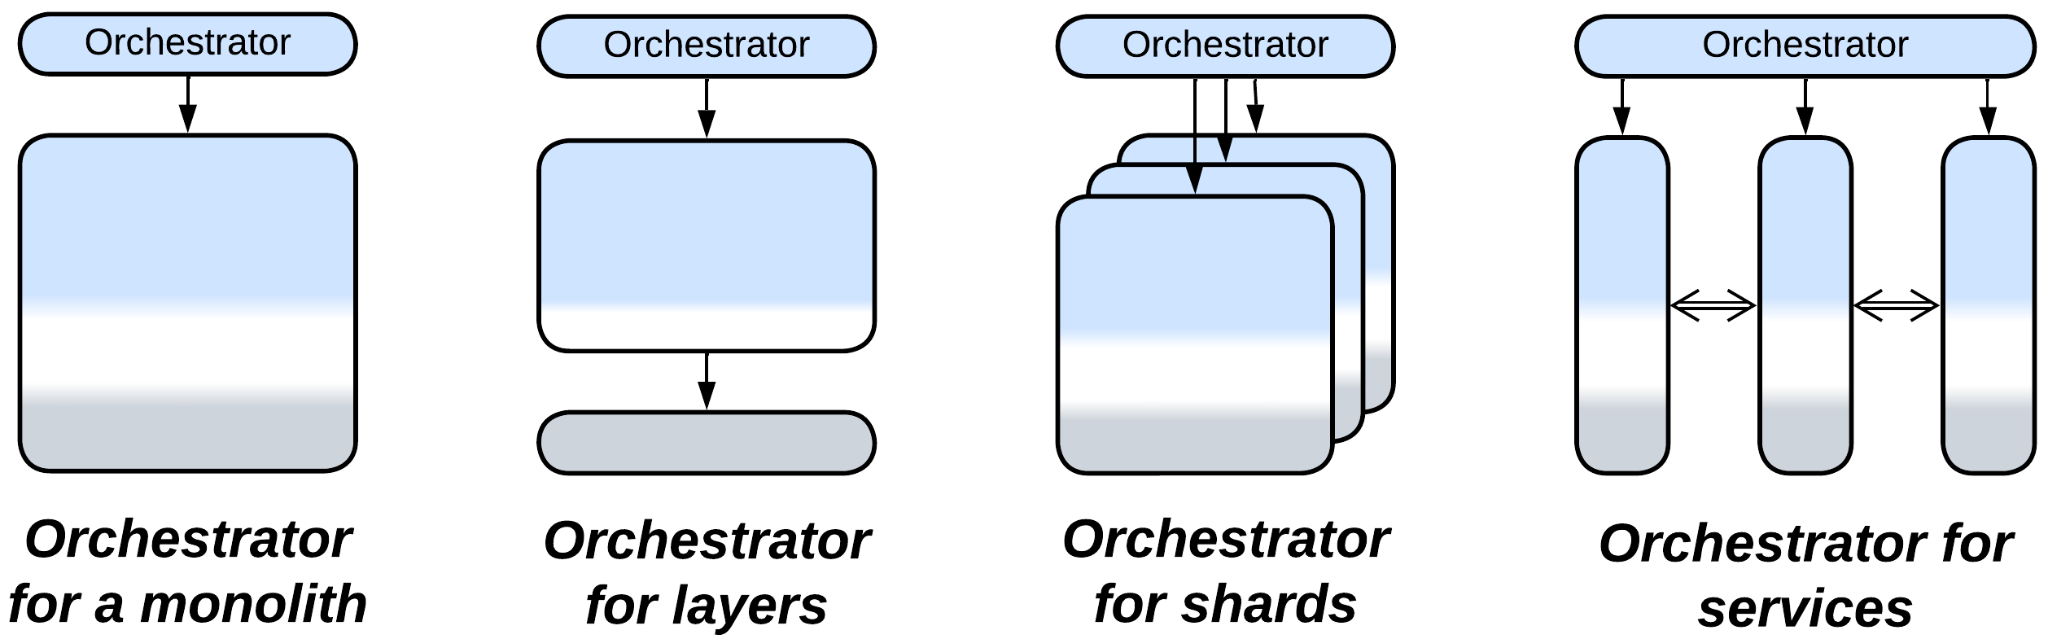 Orchestrator
Orchestrator
Orchestrator
Orchestrator
Orchestrator
for a monolith
Orchestrator
for layers
Orchestrator
for shards
Orchestrator for
services